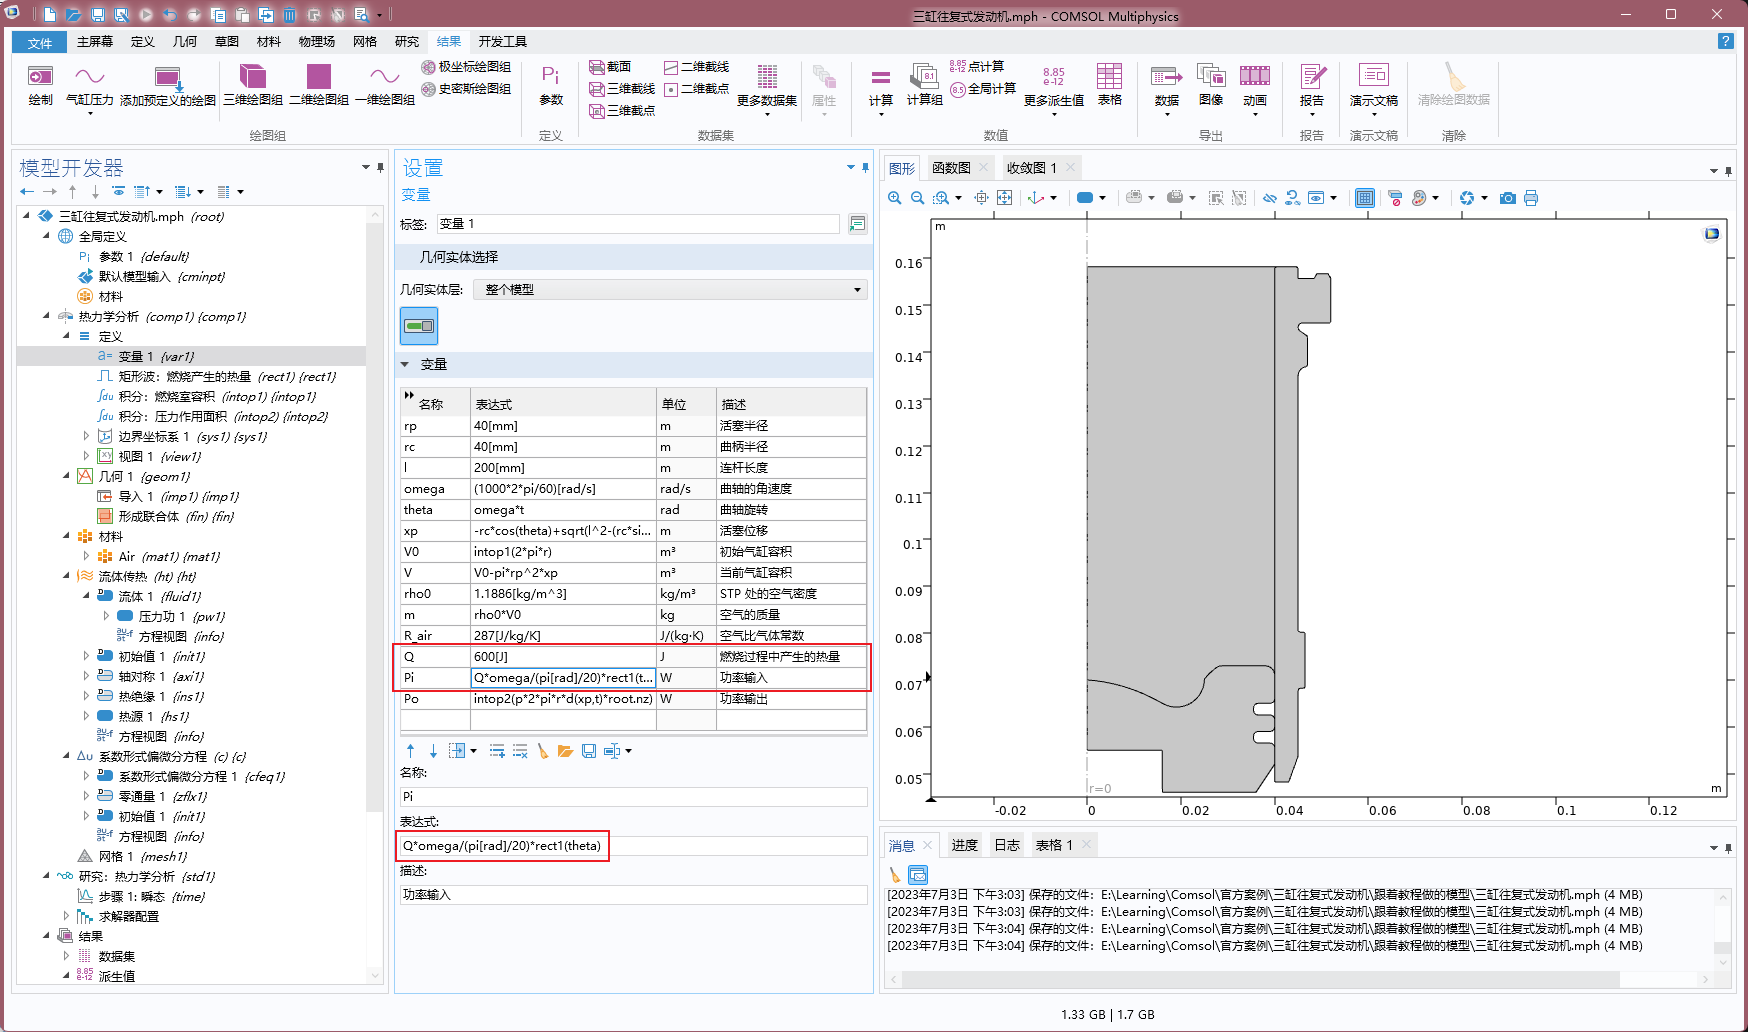 三缸往复式发动机.mph - COMSOL Multiphysics
文件 主屏幕 定义 几何 草图 材料 物理场 网格 研究 结果 开发工具
绘制 气缸压力 添加预定义的绘图 三维绘图组 二维绘图组 一维绘图组
极坐标绘图组
史密斯绘图组
绘图组
Pi
参数
定义
截面 二维截线
三维截线 二维截点
三维截点
更多数据集
数据集
属性
计算 计算组
点计算
全局计算
更多派生值 表格
数值
数据 图像 动画
导出
报告
报告
演示文稿
演示文稿
清除绘图数据
清除
模型开发器
三缸往复式发动机.mph (root)
全局定义
Pi 参数 1 (default)
默认模型输入 (cminpt)
材料
热力学分析 (comp1) {comp1}
定义
a= 变量 1 {var1}
矩形波: 燃烧产生的热量 (rect1) {rect1}
∫du 积分: 燃烧室容积 (intop1) {intop1}
∫du 积分: 压力作用面积 (intop2) {intop2}
边界坐标系 1 (sys1) {sys1}
视图 1 {view1}
几何 1 {geom1}
导入 1 (imp1) {imp1}
形成联合体 (fin) {fin}
材料
Air (mat1) {mat1}
流体传热 (ht) {ht}
流体 1 {fluid1}
压力功 1 {pw1}
方程视图 {info}
初始值 1 {init1}
轴对称 1 {axi1}
热绝缘 1 {ins1}
热源 1 {hs1}
方程视图 {info}
Δu 系数形式偏微分方程 (c) {c}
系数形式偏微分方程 1 {cfeq1}
零通量 1 {zflx1}
初始值 1 {init1}
方程视图 {info}
网格 1 {mesh1}
研究: 热力学分析 {std1}
步骤 1: 瞬态 {time}
求解器配置
结果
数据集
8.85 e-12 派生值
设置
变量
标签: 变量 1
几何实体选择
几何实体层: 整个模型
变量
名称 表达式 单位 描述
rp 40[mm] m 活塞半径
rc 40[mm] m 曲柄半径
l 200[mm] m 连杆长度
omega (1000*2*pi/60)[rad/s] rad/s 曲轴的角速度
theta omega*t rad 曲轴旋转
xp -rc*cos(theta)+sqrt(l^2-(rc*si... m 活塞位移
V0 intop1(2*pi*r) m³ 初始气缸容积
V V0-pi*rp^2*xp m³ 当前气缸容积
rho0 1.1886[kg/m^3] kg/m³ STP 处的空气密度
m rho0*V0 kg 空气的质量
R_air 287[J/kg/K] J/(kg·K) 空气比气体常数
Q 600[J] J 燃烧过程中产生的热量
Pi Q*omega/(pi[rad]/20)*rect1(t... W 功率输入
Po intop2(p*2*pi*r*d(xp,t)*root.nz) W 功率输出
名称:
Pi
表达式:
Q*omega/(pi[rad]/20)*rect1(theta)
描述:
功率输入
图形 函数图 收敛图 1
m
0.16
0.15
0.14
0.13
0.12
0.11
0.1
0.09
0.08
0.07
0.06
0.05
r=0
m
-0.02 0 0.02 0.04 0.06 0.08 0.1 0.12
消息 进度 日志 表格 1
[2023年7月3日 下午3:03] 保存的文件: E:\Learning\Comsol\官方案例\三缸往复式发动机\跟着教程做的模型\三缸往复式发动机.mph (4 MB)
[2023年7月3日 下午3:03] 保存的文件: E:\Learning\Comsol\官方案例\三缸往复式发动机\跟着教程做的模型\三缸往复式发动机.mph (4 MB)
[2023年7月3日 下午3:04] 保存的文件: E:\Learning\Comsol\官方案例\三缸往复式发动机\跟着教程做的模型\三缸往复式发动机.mph (4 MB)
[2023年7月3日 下午3:04] 保存的文件: E:\Learning\Comsol\官方案例\三缸往复式发动机\跟着教程做的模型\三缸往复式发动机.mph (4 MB)
1.33 GB | 1.7 GB